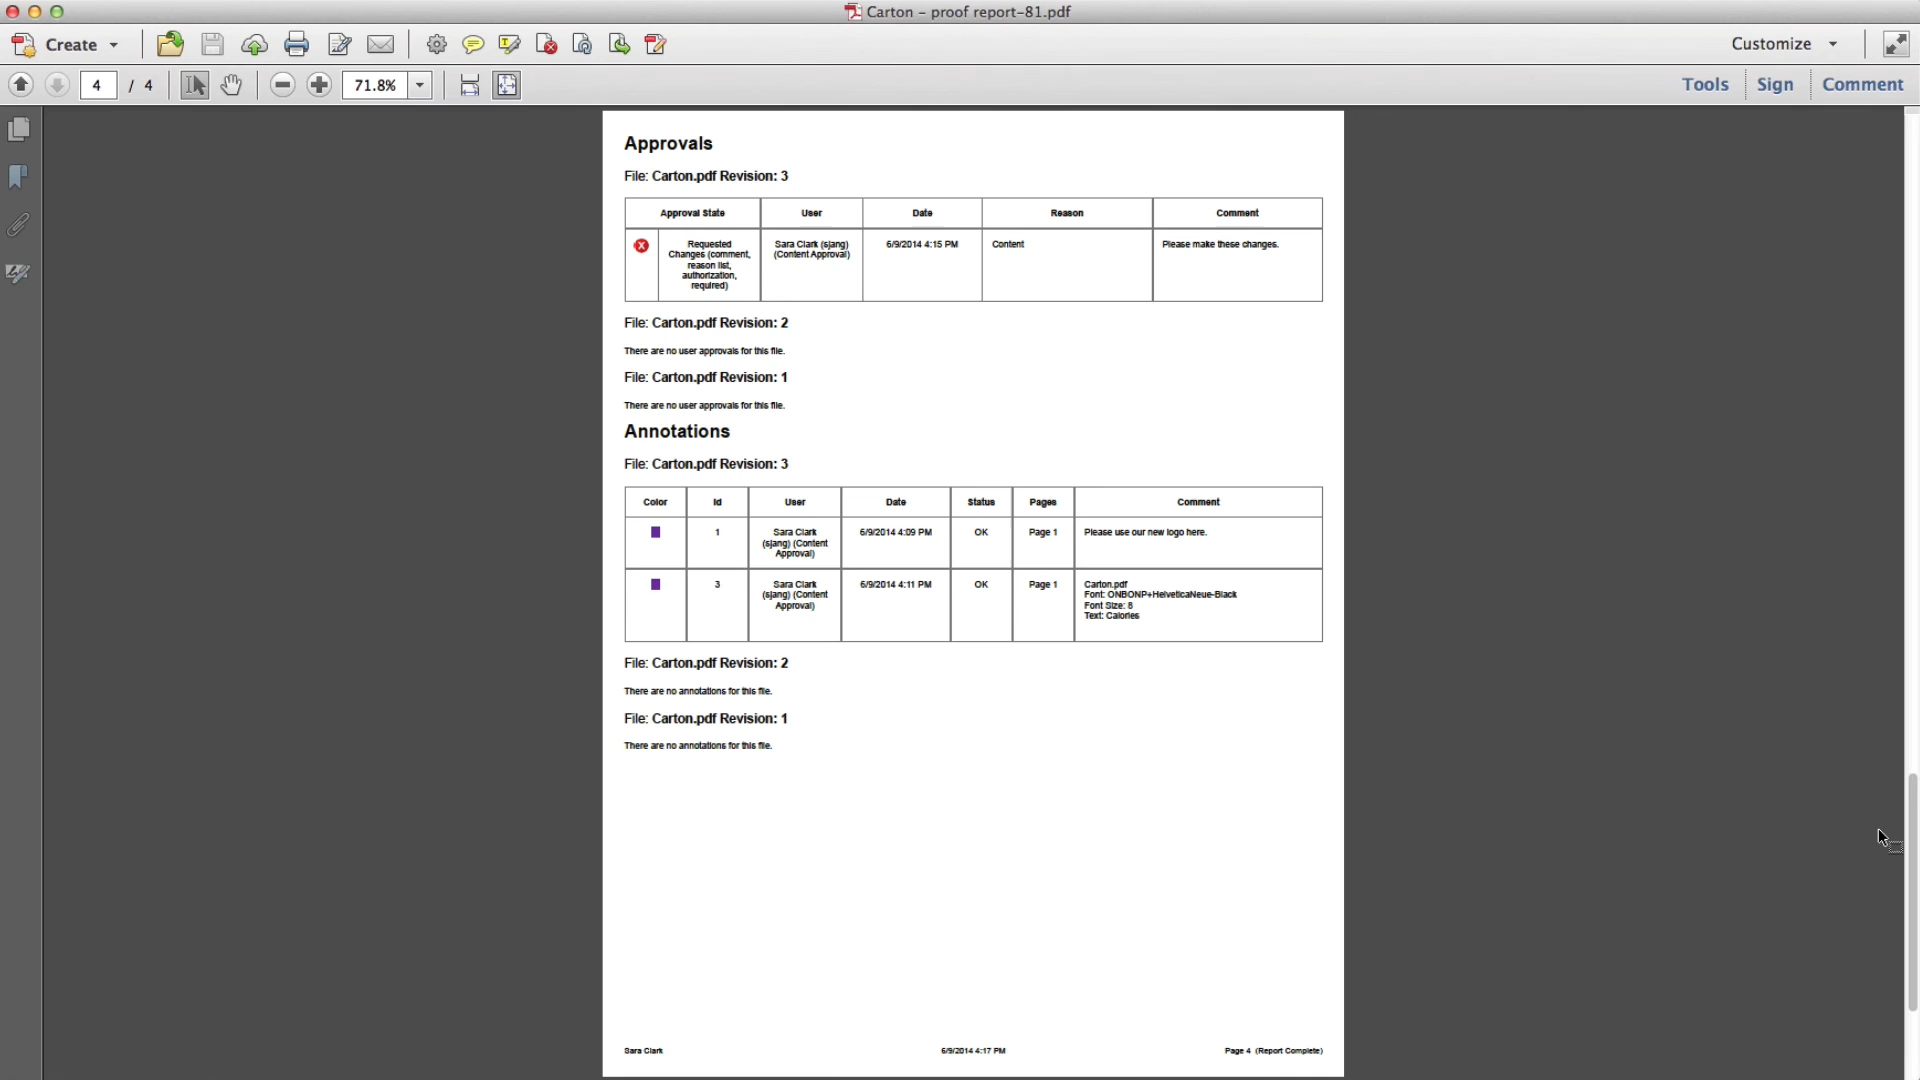 Carton – proof report-81.pdf
Create
Customize
4 / 4
71.8%
Tools
Sign
Comment
Approvals
File: Carton.pdf Revision: 3
Approval State User Date Reason Comment
Requested Sara Clark (sjang) 6/9/2014 4:15 PM Content Please make these changes.
Changes (comment, (Content Approval)
reason list,
authorization,
required)
File: Carton.pdf Revision: 2
There are no user approvals for this file.
File: Carton.pdf Revision: 1
There are no user approvals for this file.
Annotations
File: Carton.pdf Revision: 3
Color Id User Date Status Pages Comment
1 Sara Clark 6/9/2014 4:09 PM OK Page 1 Please use our new logo here.
(sjang) (Content
Approval)
3 Sara Clark 6/9/2014 4:11 PM OK Page 1 Carton.pdf
(sjang) (Content Font: ONBONP+HelveticaNeue-Black
Approval) Font Size: 8
Text: Calories
File: Carton.pdf Revision: 2
There are no annotations for this file.
File: Carton.pdf Revision: 1
There are no annotations for this file.
Sara Clark 6/9/2014 4:17 PM Page 4 (Report Complete)